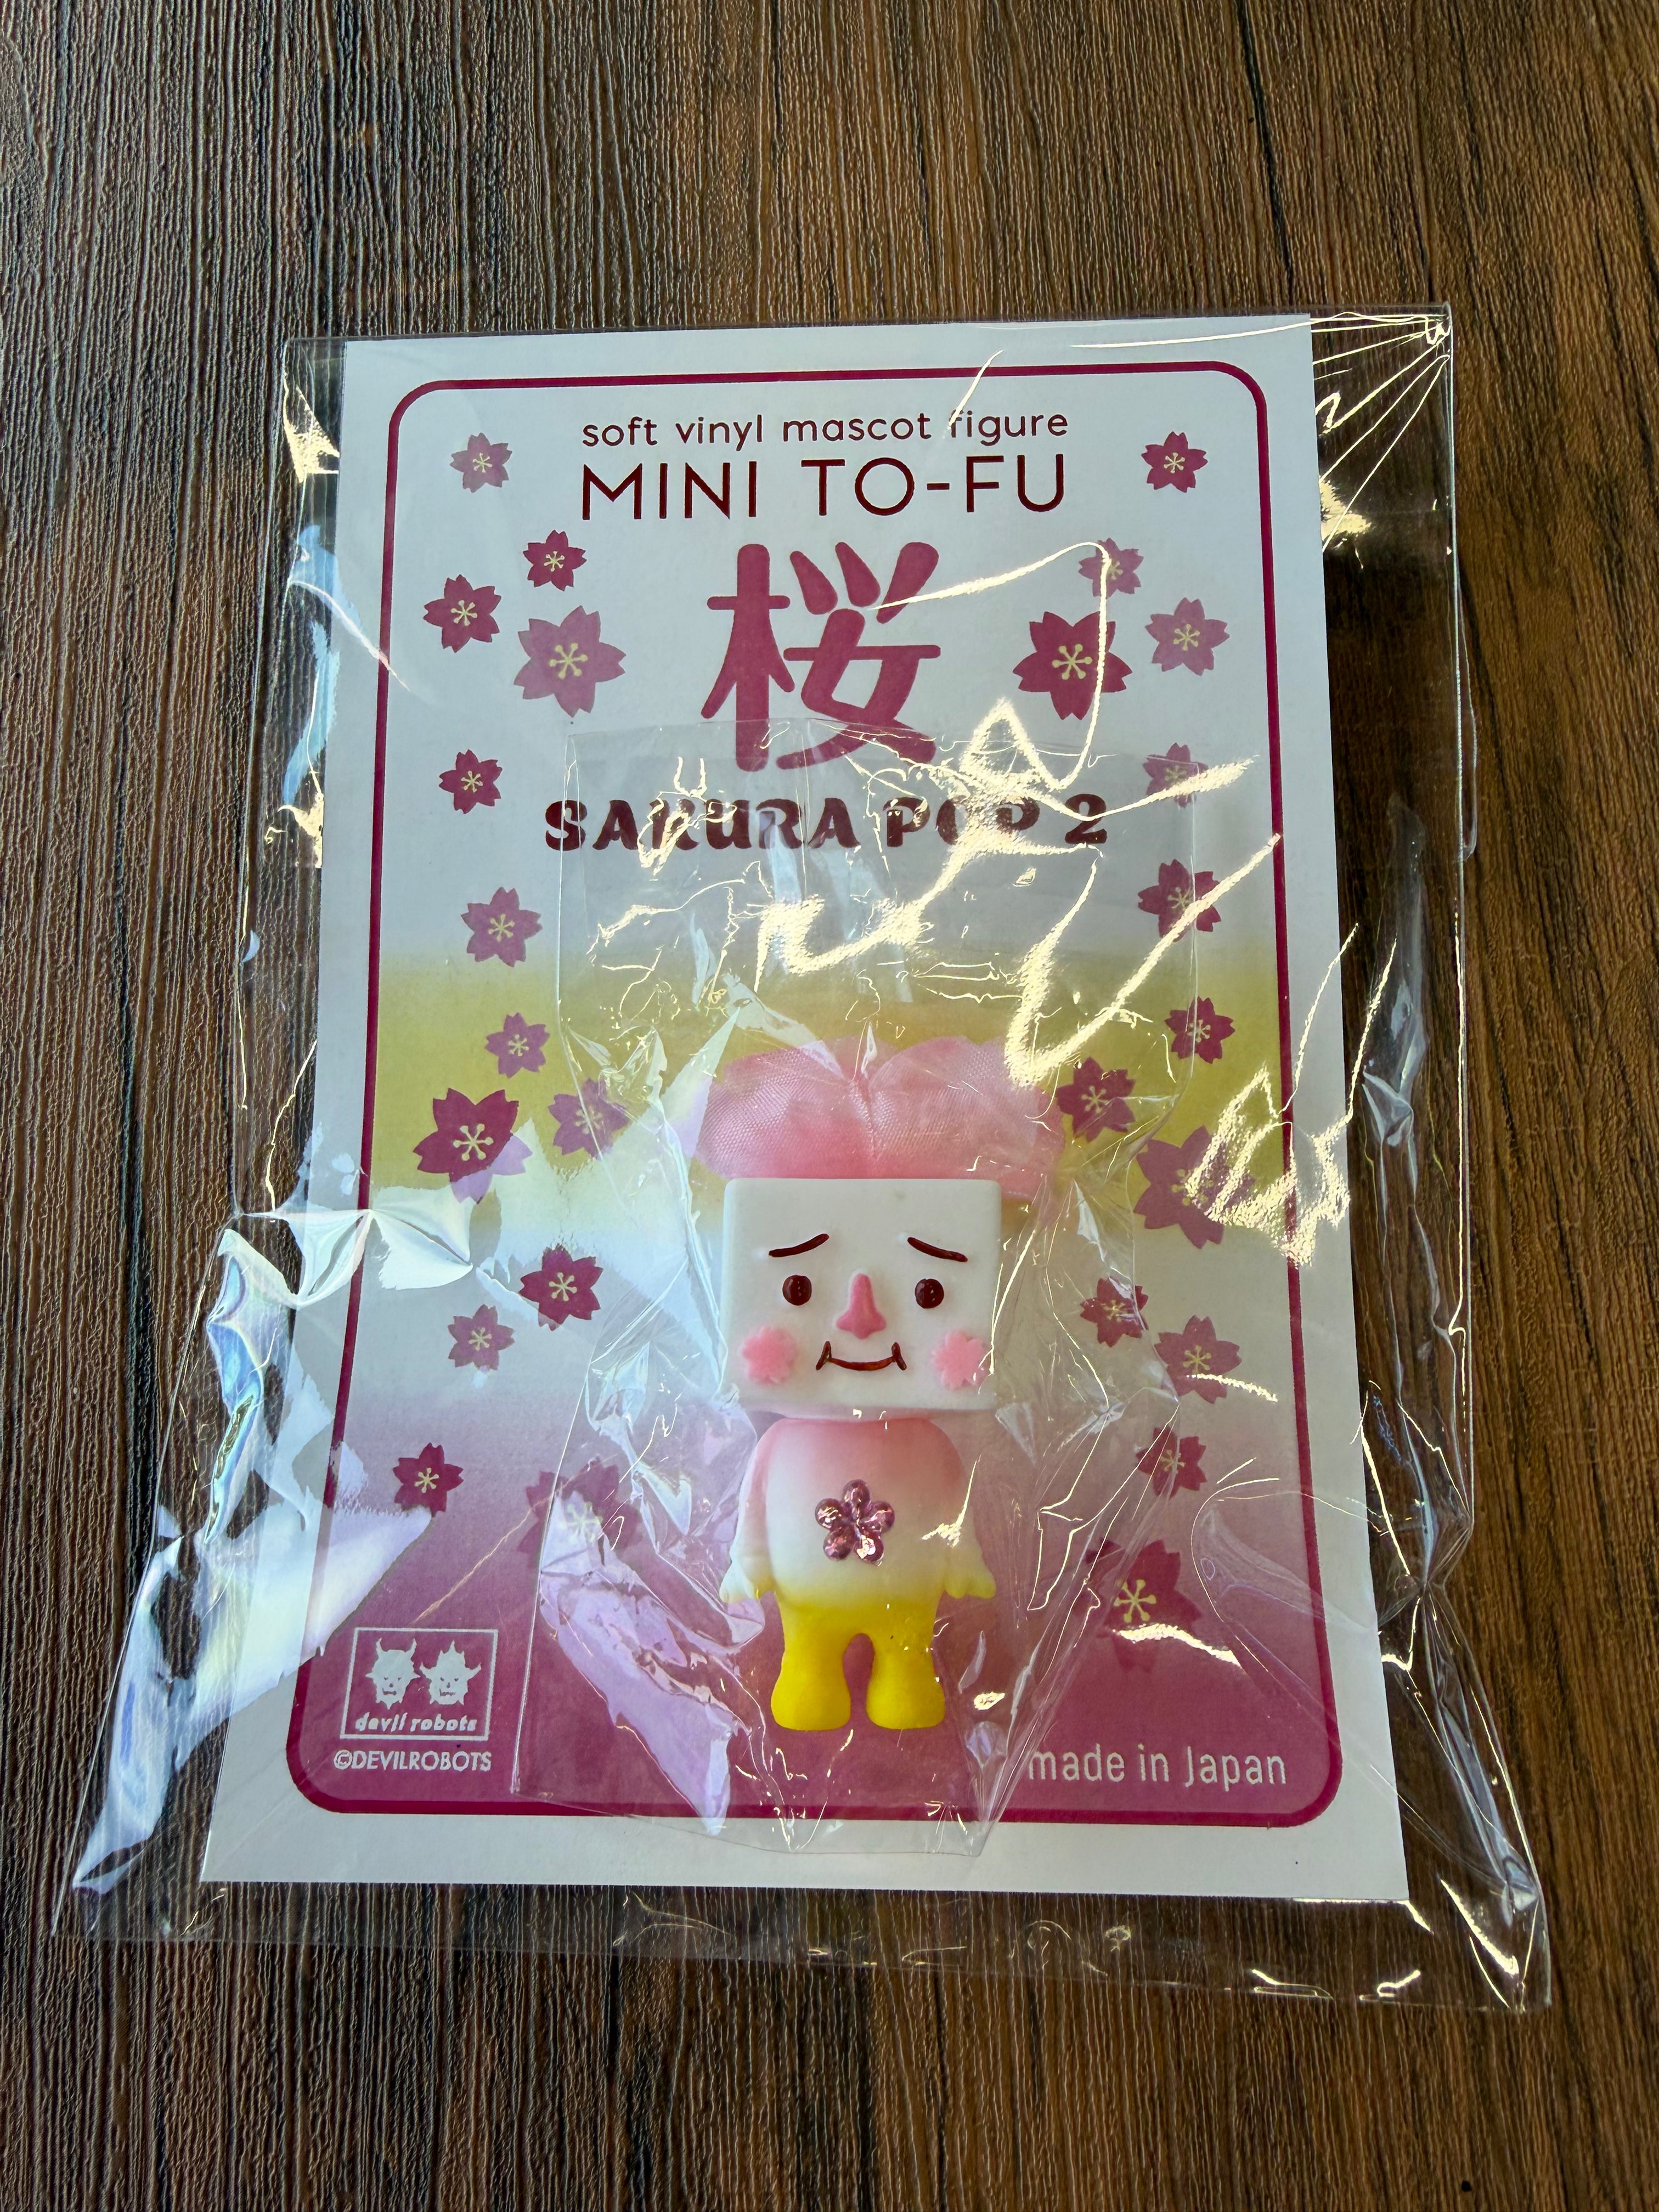 soft vinyl mascot figure
MINI TO-FU
桜
SAKURA POP 2
devil robots
©DEVILROBOTS
made in Japan